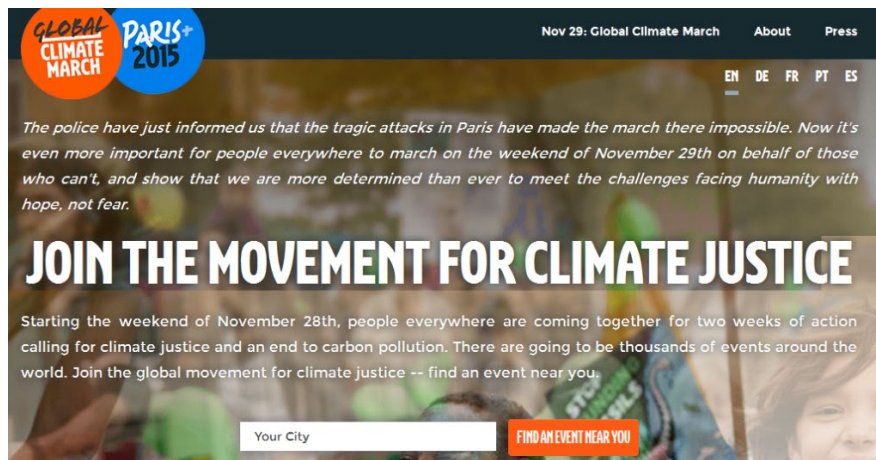 GLOBAL
CLIMATE
MARCH
PARIS+
2015
Nov 29: Global Climate March About Press
EN DE FR PT ES
The police have just informed us that the tragic attacks in Paris have made the march there impossible. Now it's
even more important for people everywhere to march on the weekend of November 29th on behalf of those
who can't, and show that we are more determined than ever to meet the challenges facing humanity with
hope, not fear.
JOIN THE MOVEMENT FOR CLIMATE JUSTICE
Starting the weekend of November 28th, people everywhere are coming together for two weeks of action
calling for climate justice and an end to carbon pollution. There are going to be thousands of events around the
world. Join the global movement for climate justice -- find an event near you.
STOP
FUNDING
FOSSILS
Your City
FIND AN EVENT NEAR YOU